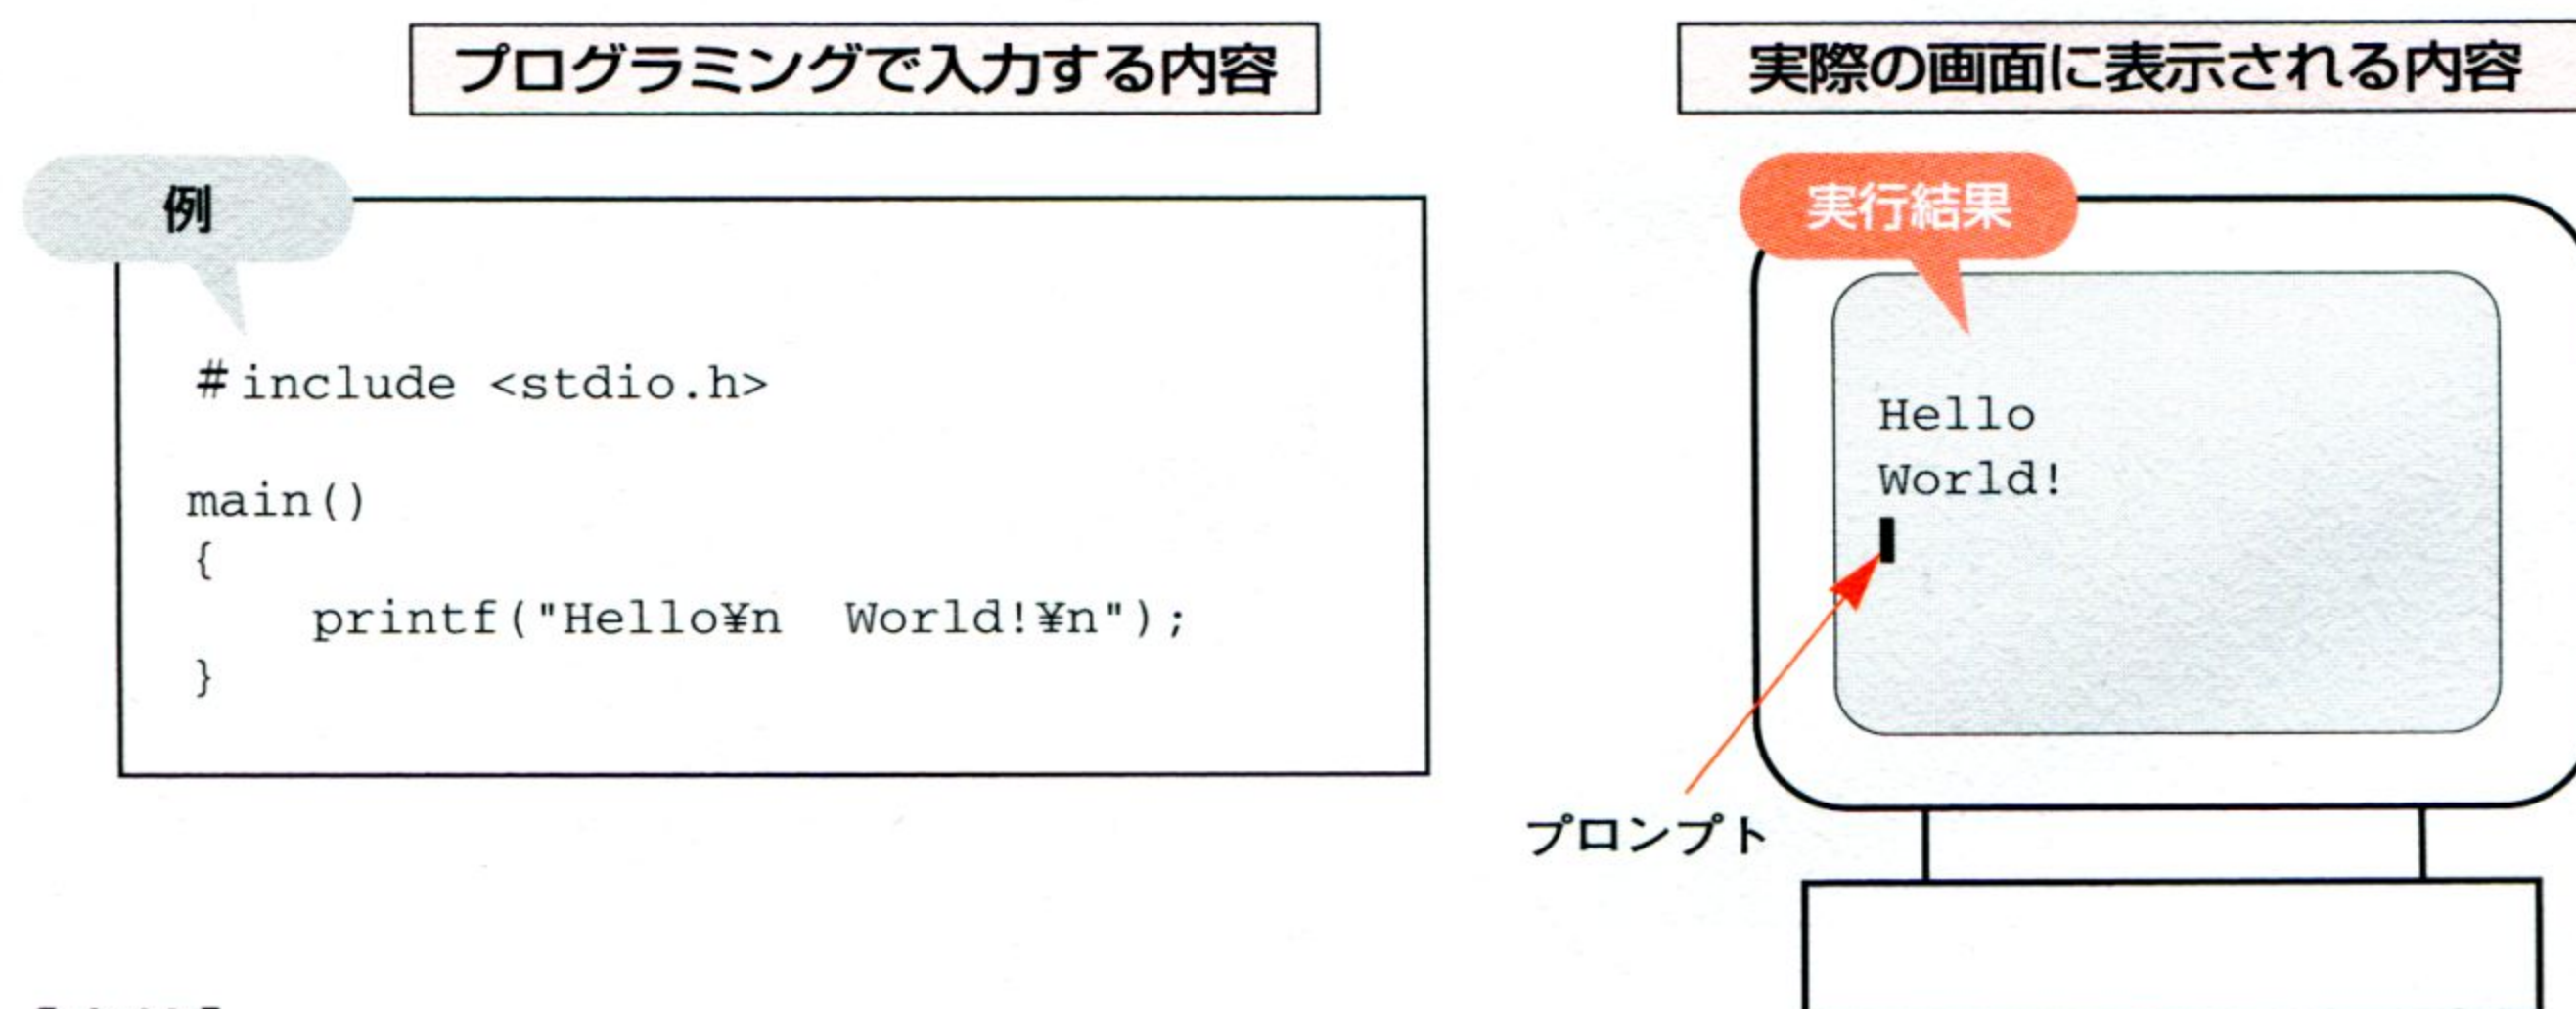 プログラミングで入力する内容
例
#include <stdio.h>
main()
{
printf("Hello¥n  World!¥n");
}
実際の画面に表示される内容
実行結果
Hello
World!
プロンプト